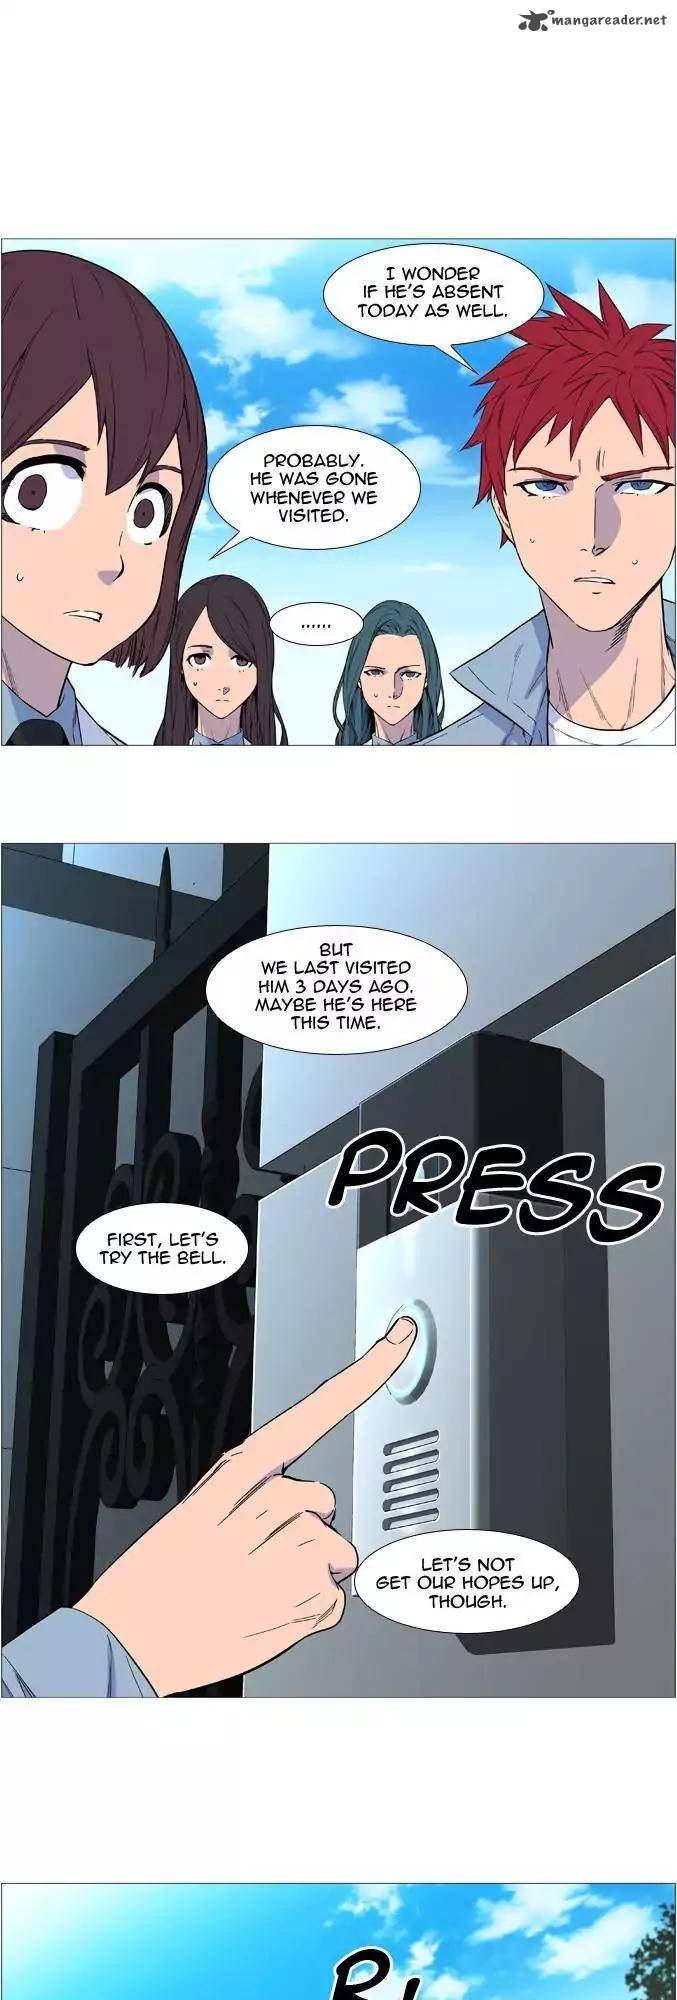 mangareader.net
I WONDER
IF HE'S ABSENT
TODAY AS WELL.
PROBABLY.
HE WAS GONE
WHENEVER WE
VISITED.
......
BUT
WE LAST VISITED
HIM 3 DAYS AGO.
MAYBE HE'S HERE
THIS TIME.
PRESS
FIRST, LET'S
TRY THE BELL.
LET'S NOT
GET OUR HOPES UP,
THOUGH.